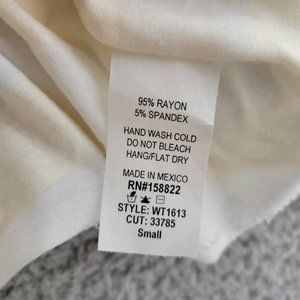 95% RAYON
5% SPANDEX
HAND WASH COLD
DO NOT BLEACH
HANG/FLAT DRY
MADE IN MEXICO
RN#158822
STYLE: WT1613
CUT: 33785
Small